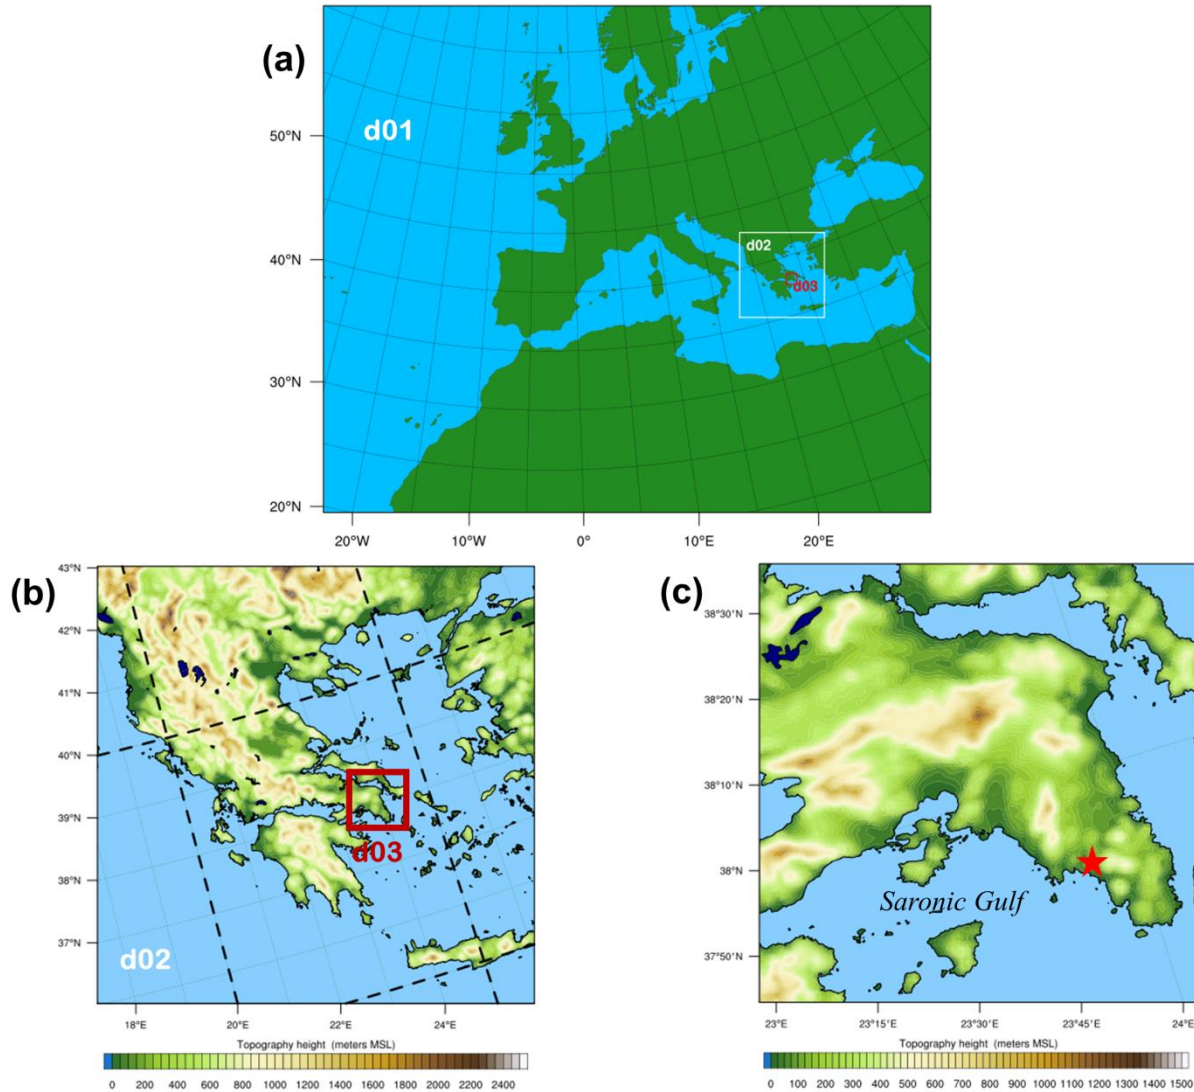 (a)
d01
50°N
40°N
30°N
20°N
d02
d03
20°W 10°W 0° 10°E 20°E
(b)
43°N
42°N
41°N
40°N
39°N
38°N
37°N
d03
d02
18°E 20°E 22°E 24°E
Topography height (meters MSL)
0 200 400 600 800 1000 1200 1400 1600 1800 2000 2200 2400
(c)
38°30'N
38°20'N
38°10'N
38°N
37°50'N
Saronic Gulf
23°E 23°15'E 23°30'E 23°45'E 24°E
Topography height (meters MSL)
0 100 200 300 400 500 600 700 800 900 1000 1100 1200 1300 1400 1500